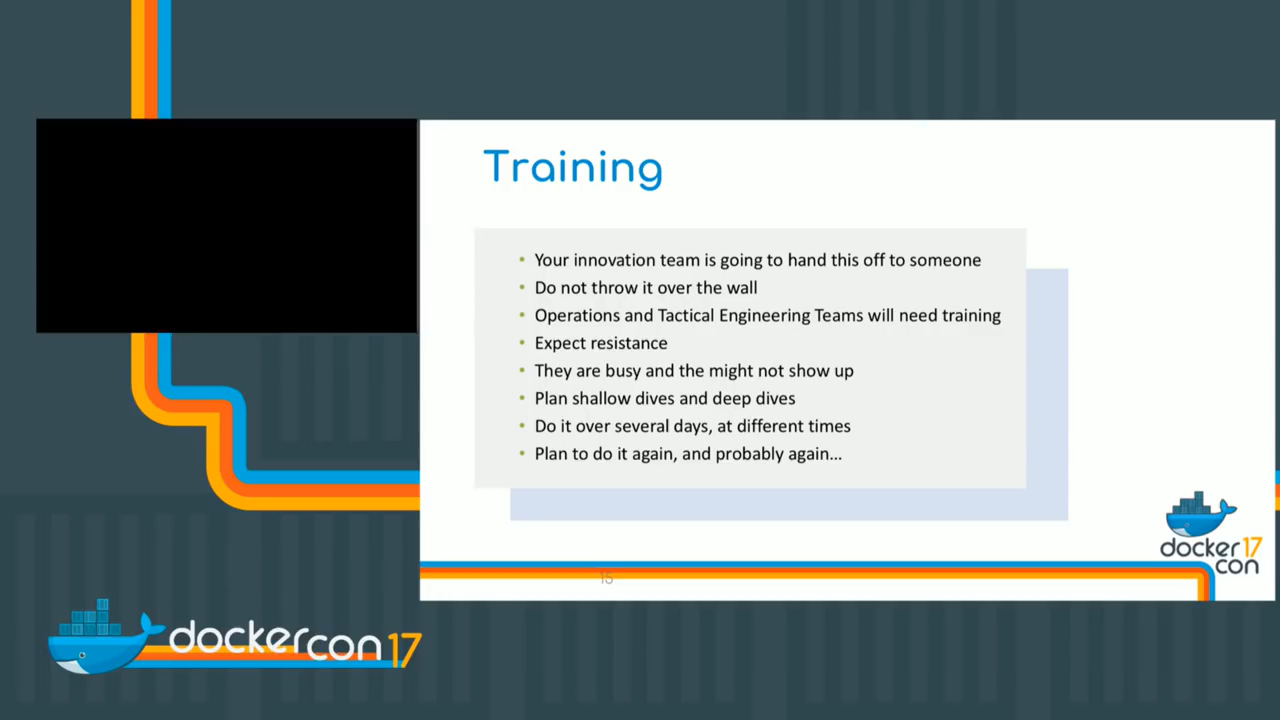 Training
• Your innovation team is going to hand this off to someone
• Do not throw it over the wall
• Operations and Tactical Engineering Teams will need training
• Expect resistance
• They are busy and the might not show up
• Plan shallow dives and deep dives
• Do it over several days, at different times
• Plan to do it again, and probably again...
docker 17
con
15
dockercon 17